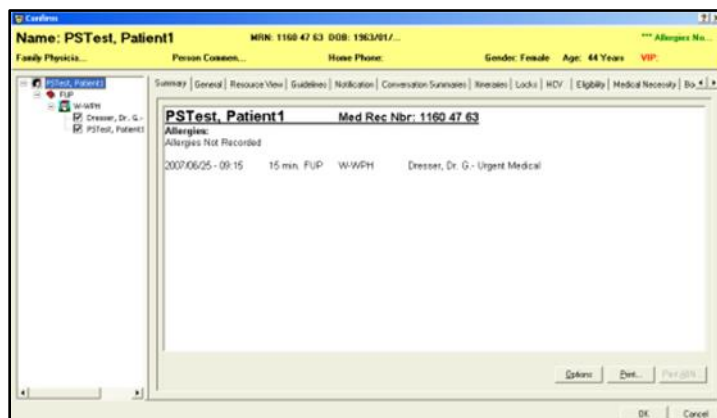 Confirm
Name: PSTest, Patient1 MRN: 1160 47 63 DOB: 1963/01/... *** Allergies No...
Family Physicia... Person Commen... Home Phone: Gender: Female Age: 44 Years VIP:
PSTest, Patient1
FUP
W-WPH
Dresser, Dr. G.-
PSTest, Patient1
Summary General Resource View Guidelines Notification Conversation Summaries Itineraries Locks HCV Eligibility Medical Necessity Bo
PSTest, Patient1 Med Rec Nbr: 1160 47 63
Allergies:
Allergies Not Recorded
2007/06/25 - 09:15 15 min. FUP W-WPH Dresser, Dr. G.- Urgent Medical
Options Print... Print ABN...
OK Cancel